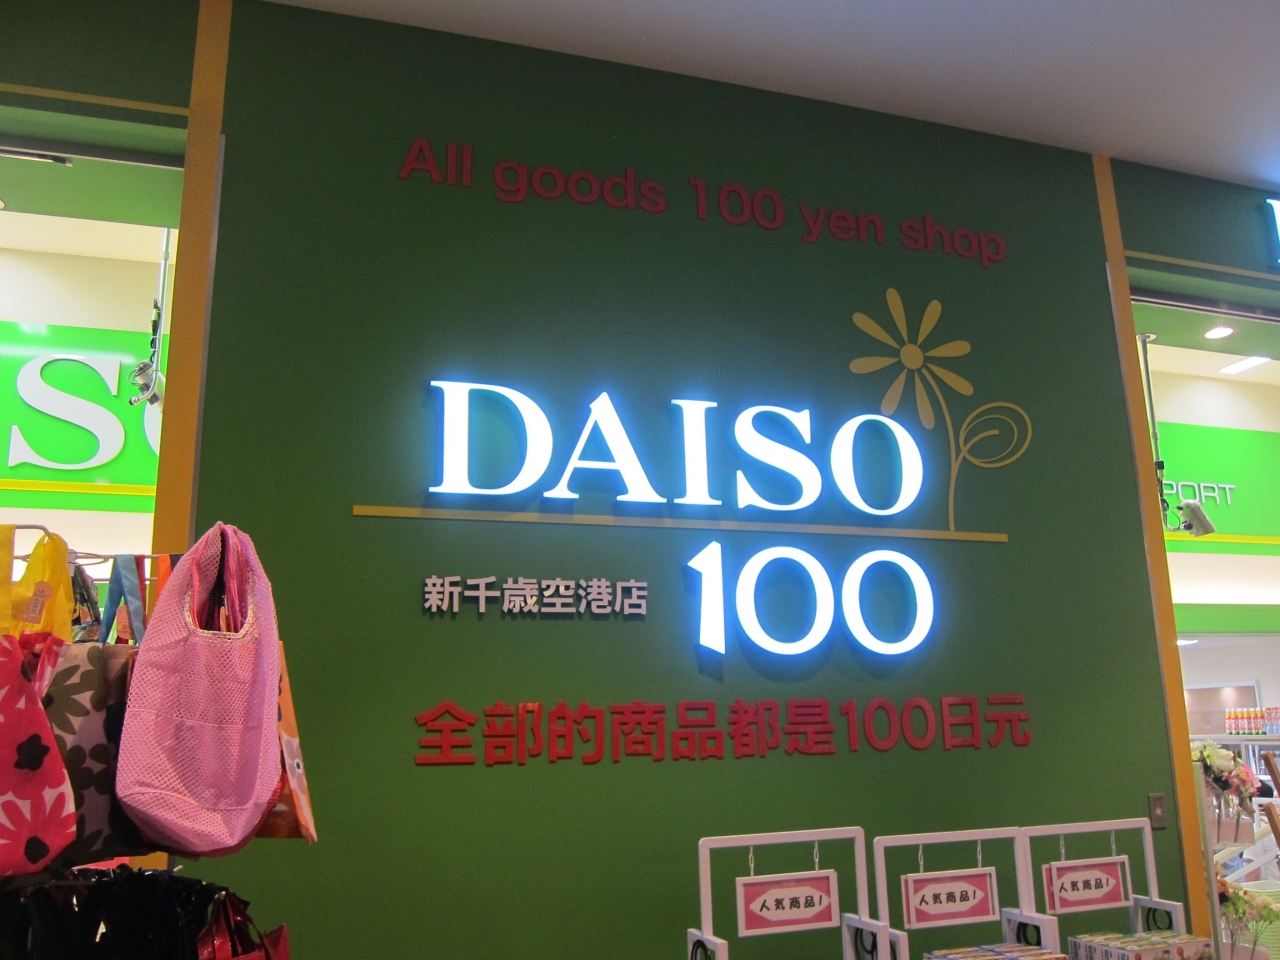 All goods 100 yen shop
DAISO
100
新千歳空港店
全部的商品都是100日元
人気商品!
人気商品!
人気商品!
S
PORT